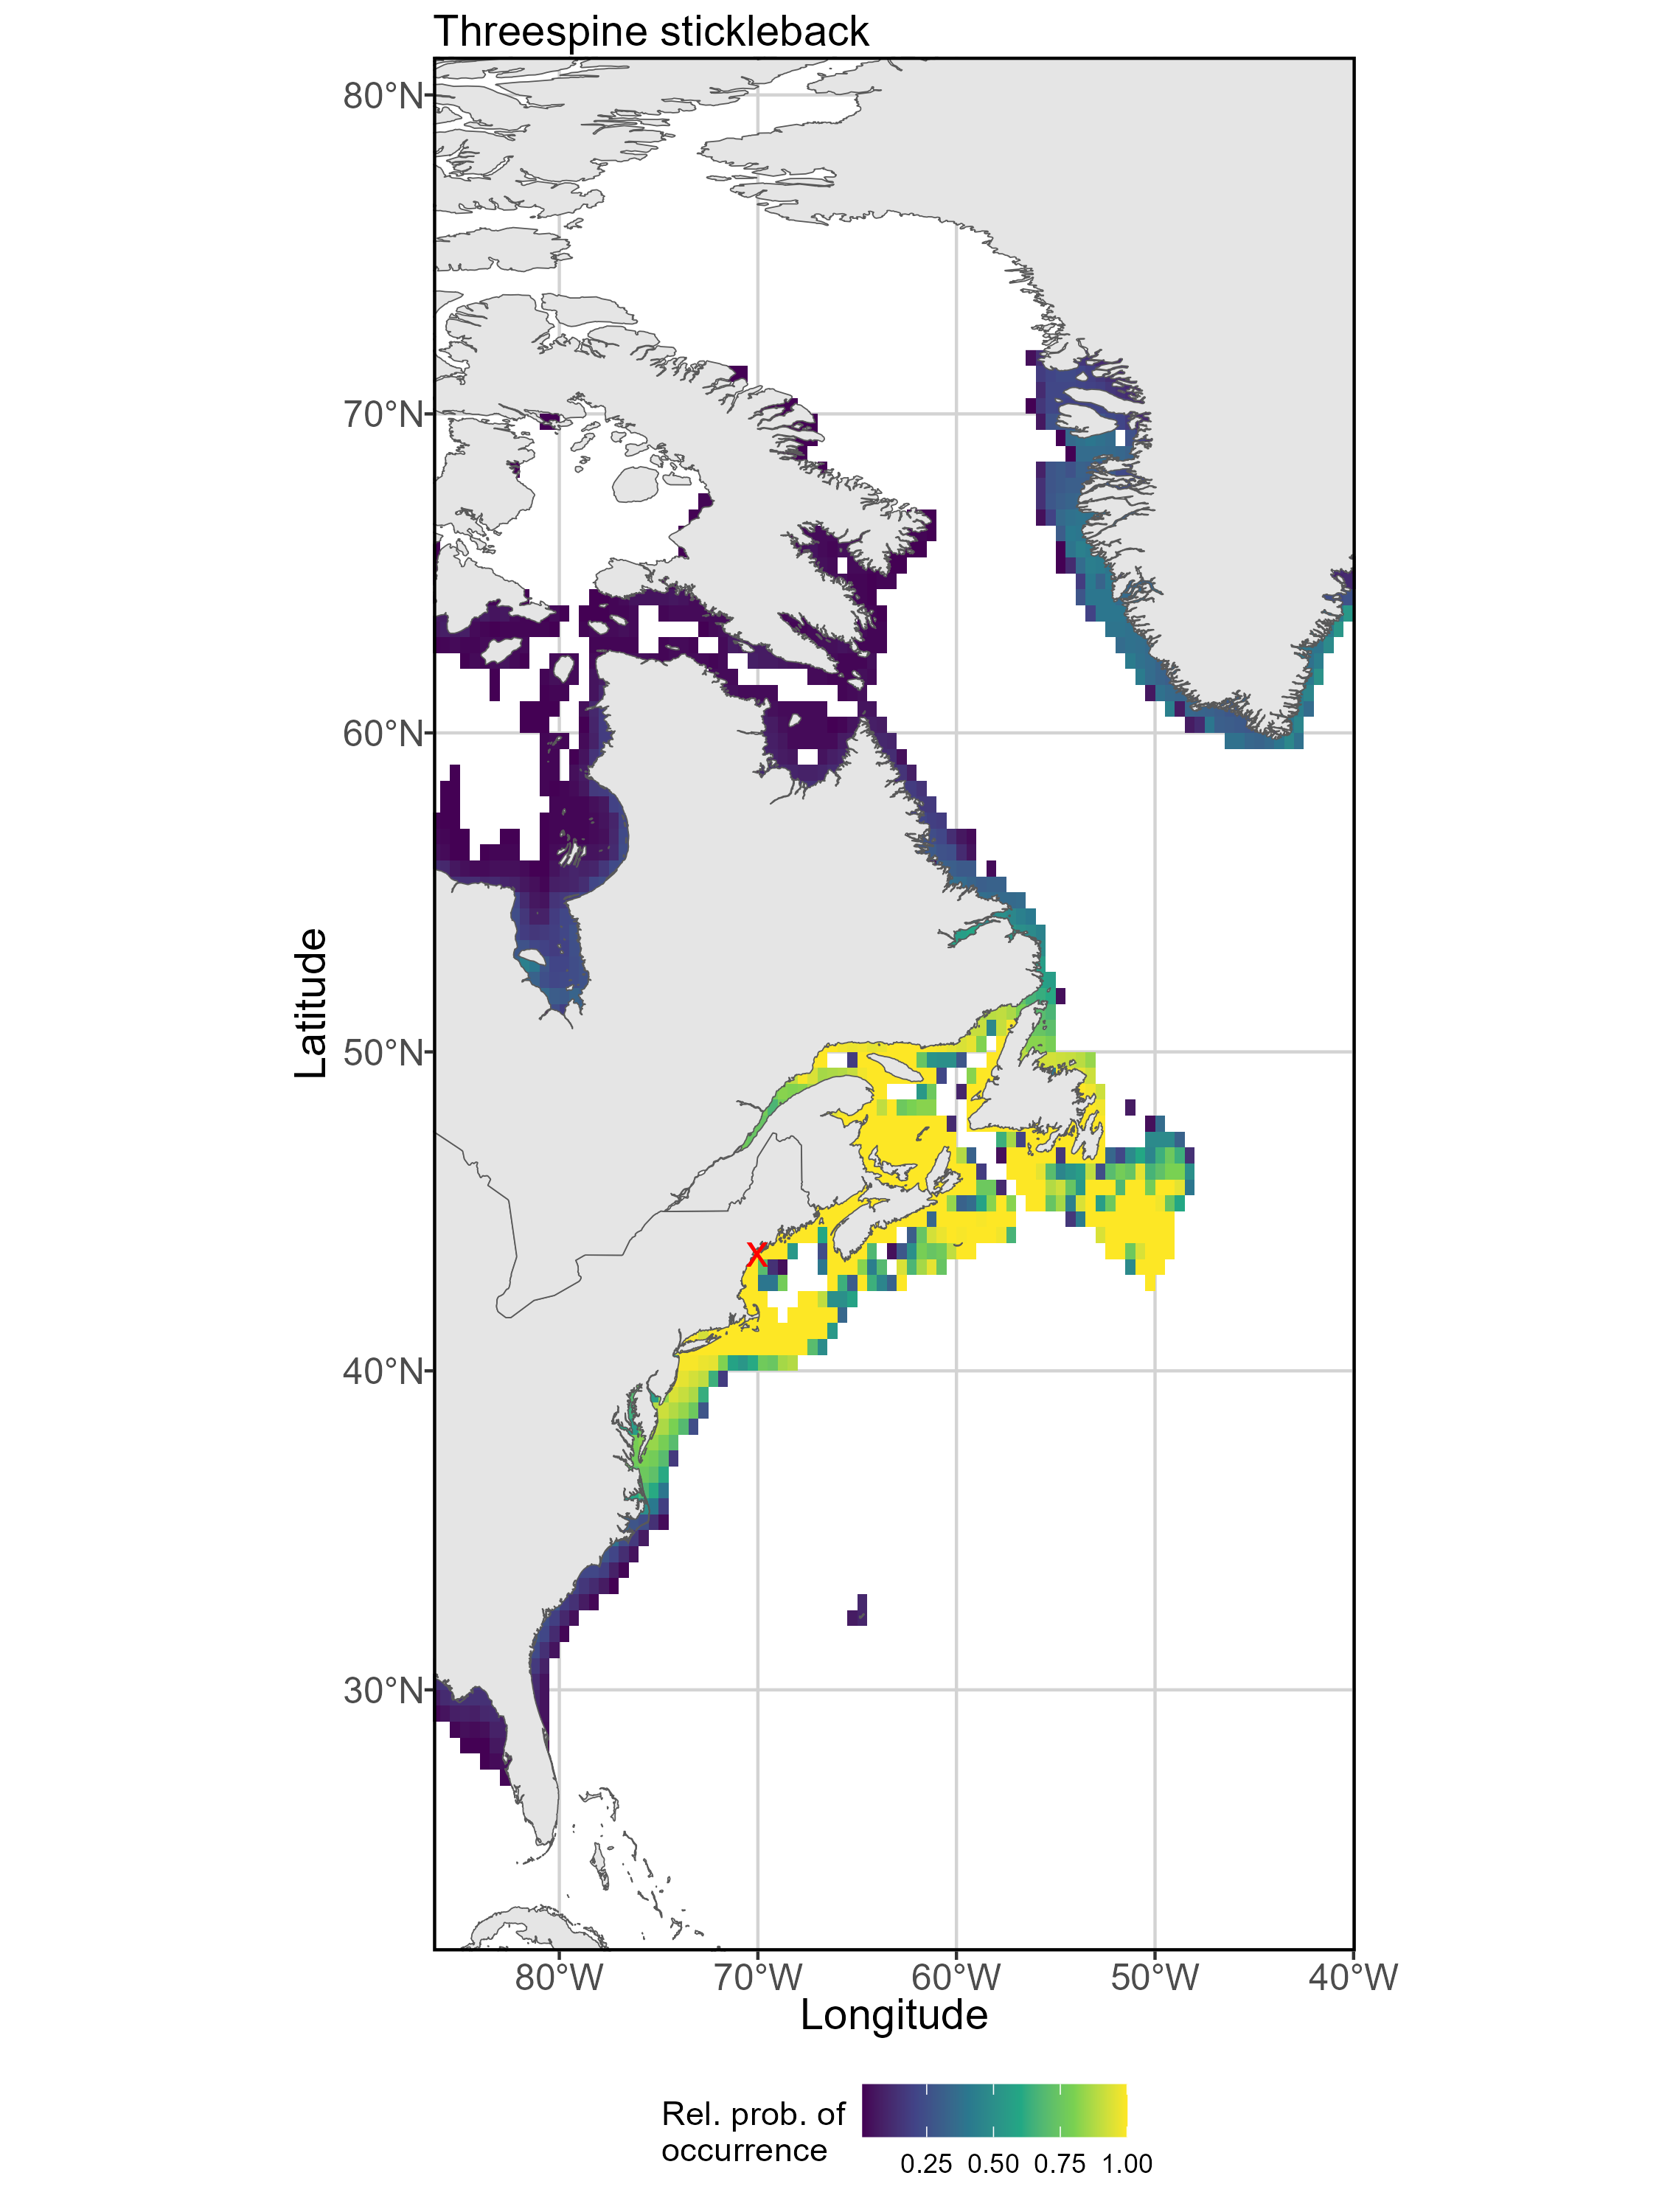 Threespine stickleback
80°N
70°N
60°N
50°N
40°N
30°N
Latitude
X
80°W 70°W 60°W 50°W 40°W
Longitude
Rel. prob. of
occurrence
0.25 0.50 0.75 1.00